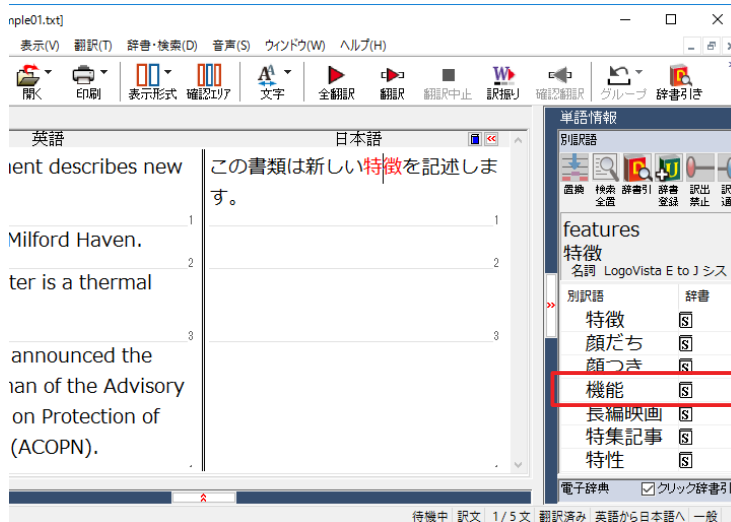 mple01.txt]
表示(V) 翻訳(T) 辞書・検索(D) 音声(S) ウィンドウ(W) ヘルプ(H)
開く 印刷 表示形式 確認エリア 文字 全翻訳 翻訳 翻訳中止 訳振り 確認翻訳 グループ 辞書引き
英語 日本語
ment describes new
この書類は新しい特徴を記述しま
す。
1 1
Milford Haven.
2 2
ter is a thermal
3 3
announced the
man of the Advisory
on Protection of
(ACOPN).
単語情報
別訳語
置換 検索全置 辞書引 辞書登録 訳出禁止
features
特徴
名詞 LogoVista E to J シス
別訳語 辞書
特徴 S
顔だち S
顔つき S
機能 S
長編映画 S
特集記事 S
特性 S
電子辞典 クリック辞書引
待機中 訳文 1/5文 翻訳済み 英語から日本語へ 一般